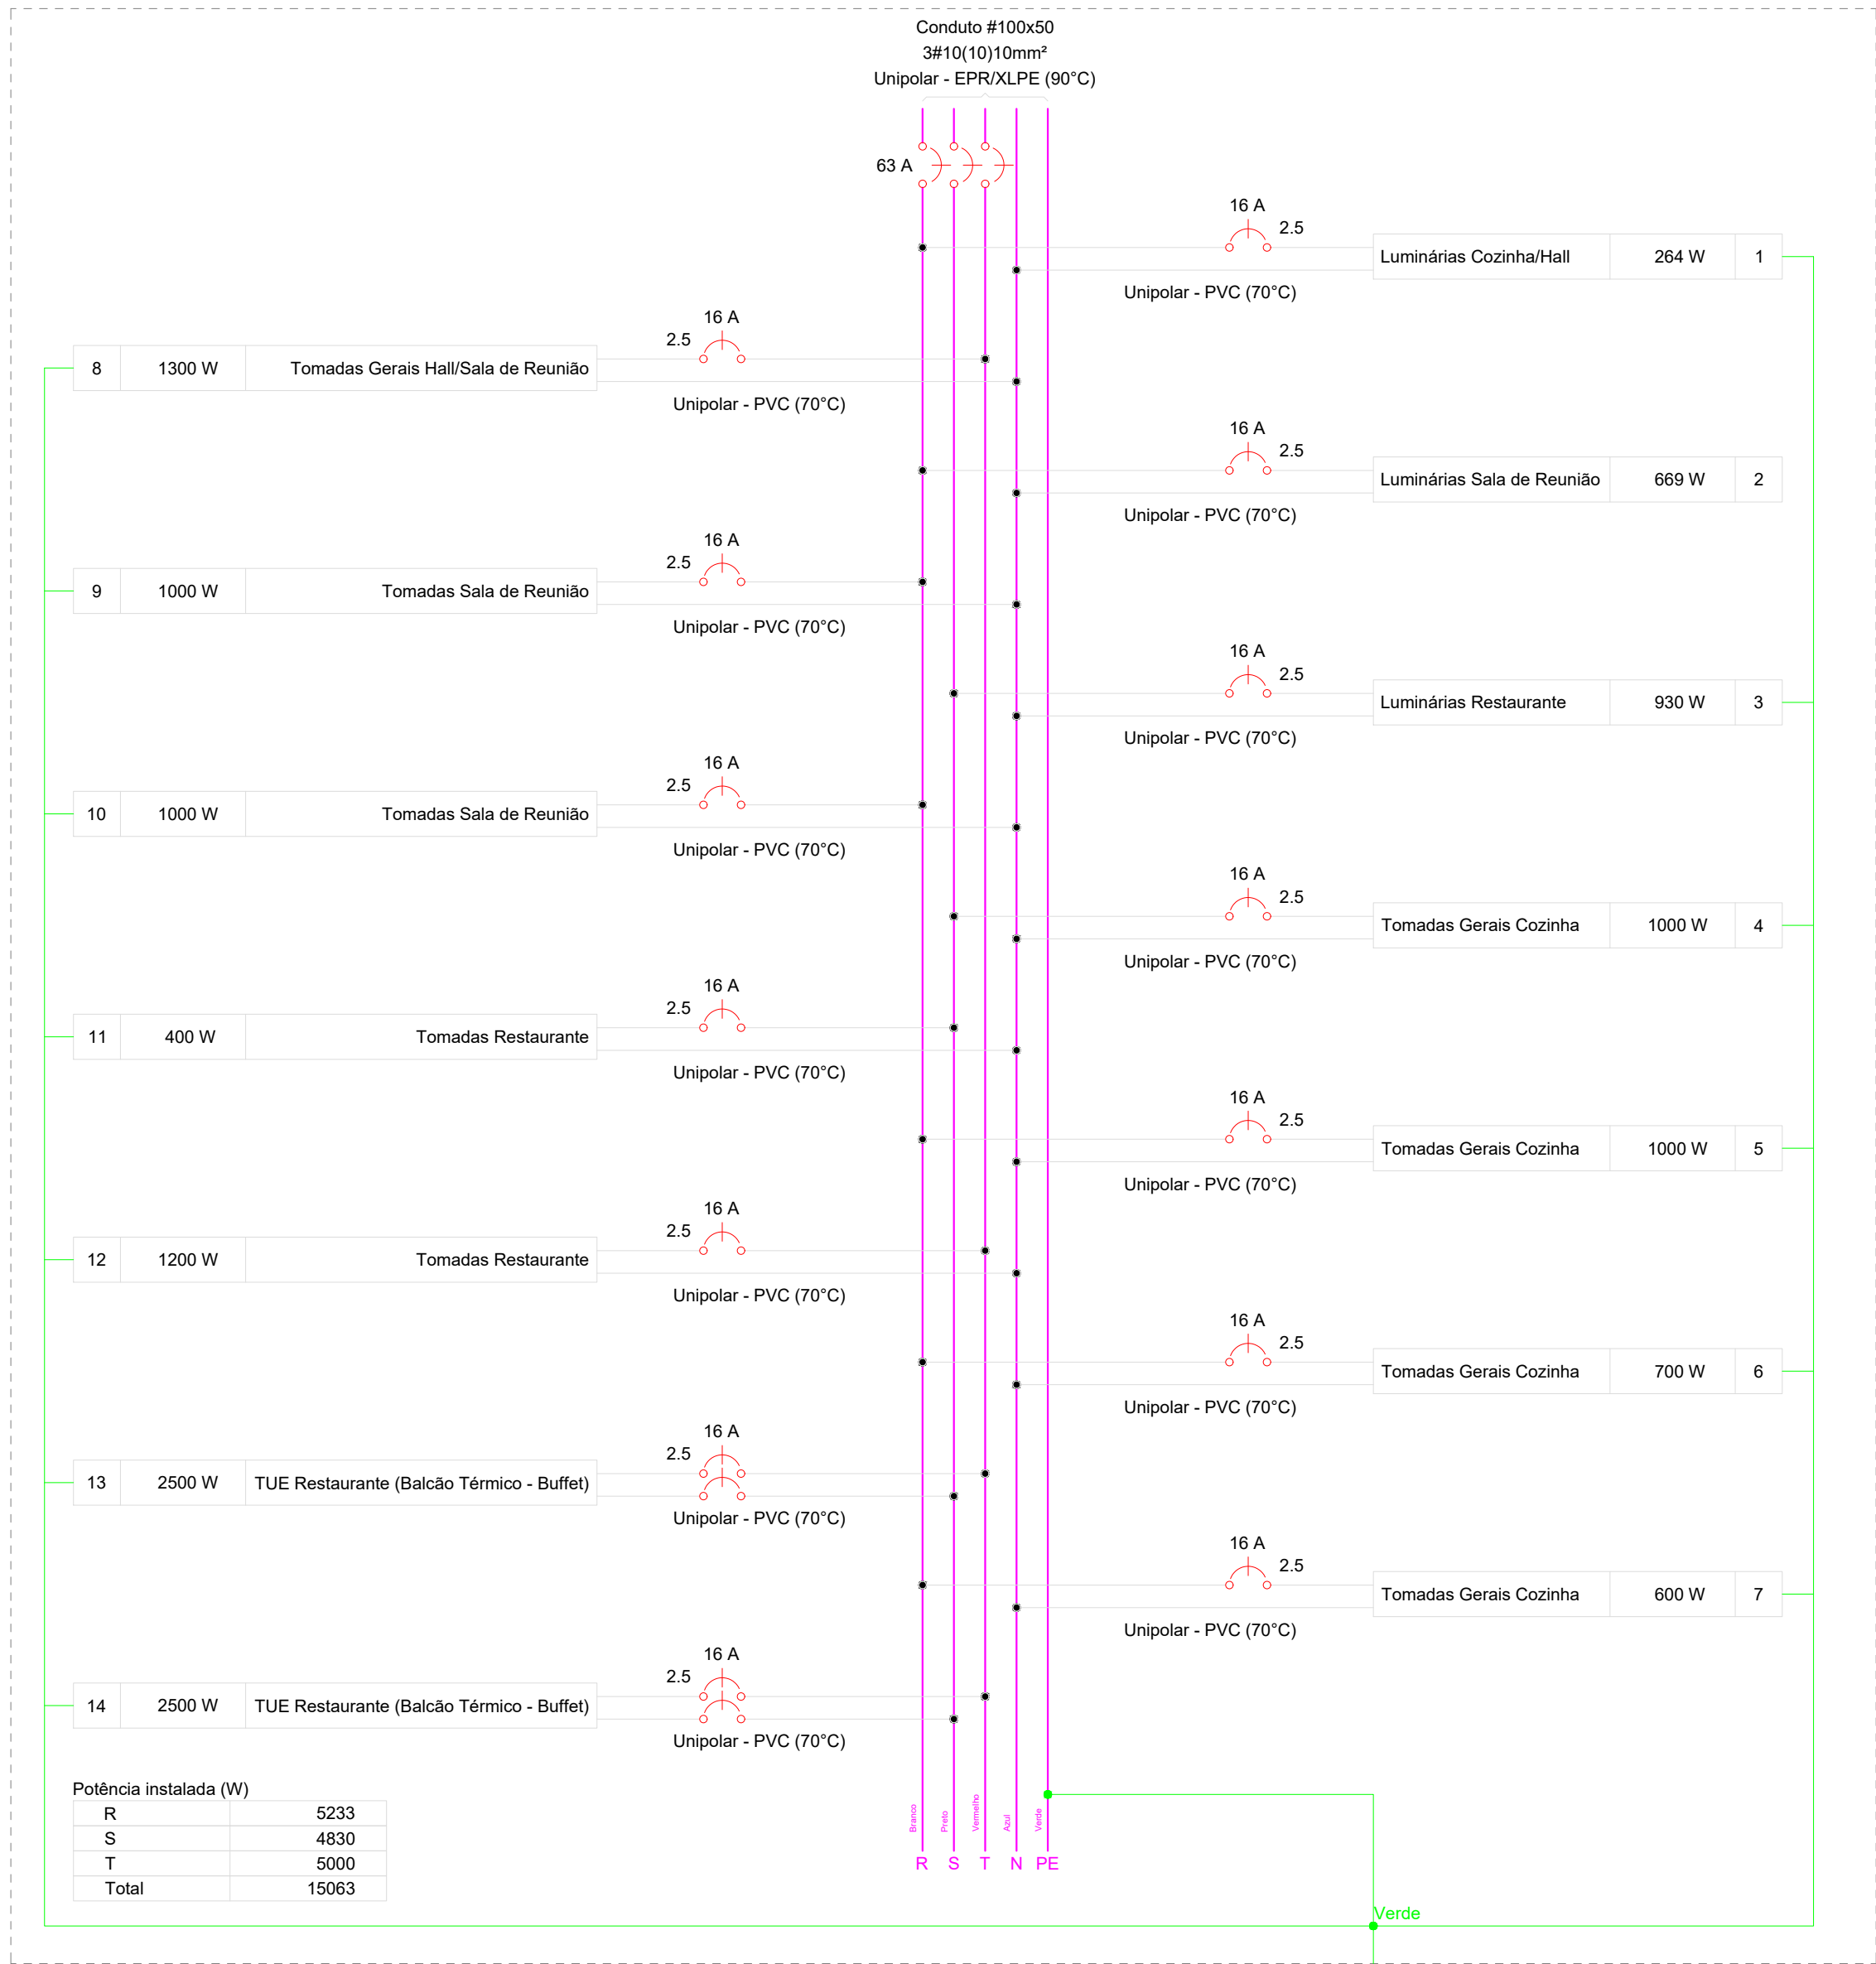 Conduto #100x50
3#10(10)10mm²
Unipolar - EPR/XLPE (90°C)
63 A
16 A
2.5
Luminárias Cozinha/Hall 264 W 1
Unipolar - PVC (70°C)
16 A
2.5
8 1300 W Tomadas Gerais Hall/Sala de Reunião
Unipolar - PVC (70°C)
16 A
2.5
Luminárias Sala de Reunião 669 W 2
Unipolar - PVC (70°C)
16 A
2.5
9 1000 W Tomadas Sala de Reunião
Unipolar - PVC (70°C)
16 A
2.5
Luminárias Restaurante 930 W 3
Unipolar - PVC (70°C)
16 A
2.5
10 1000 W Tomadas Sala de Reunião
Unipolar - PVC (70°C)
16 A
2.5
Tomadas Gerais Cozinha 1000 W 4
Unipolar - PVC (70°C)
16 A
2.5
11 400 W Tomadas Restaurante
Unipolar - PVC (70°C)
16 A
2.5
Tomadas Gerais Cozinha 1000 W 5
Unipolar - PVC (70°C)
16 A
2.5
12 1200 W Tomadas Restaurante
Unipolar - PVC (70°C)
16 A
2.5
Tomadas Gerais Cozinha 700 W 6
Unipolar - PVC (70°C)
16 A
2.5
13 2500 W TUE Restaurante (Balcão Térmico - Buffet)
Unipolar - PVC (70°C)
16 A
2.5
Tomadas Gerais Cozinha 600 W 7
Unipolar - PVC (70°C)
16 A
2.5
14 2500 W TUE Restaurante (Balcão Térmico - Buffet)
Unipolar - PVC (70°C)
Potência instalada (W)
R 5233
S 4830
T 5000
Total 15063
Branco Preto Vermelho Azul Verde
R S T N PE
Verde